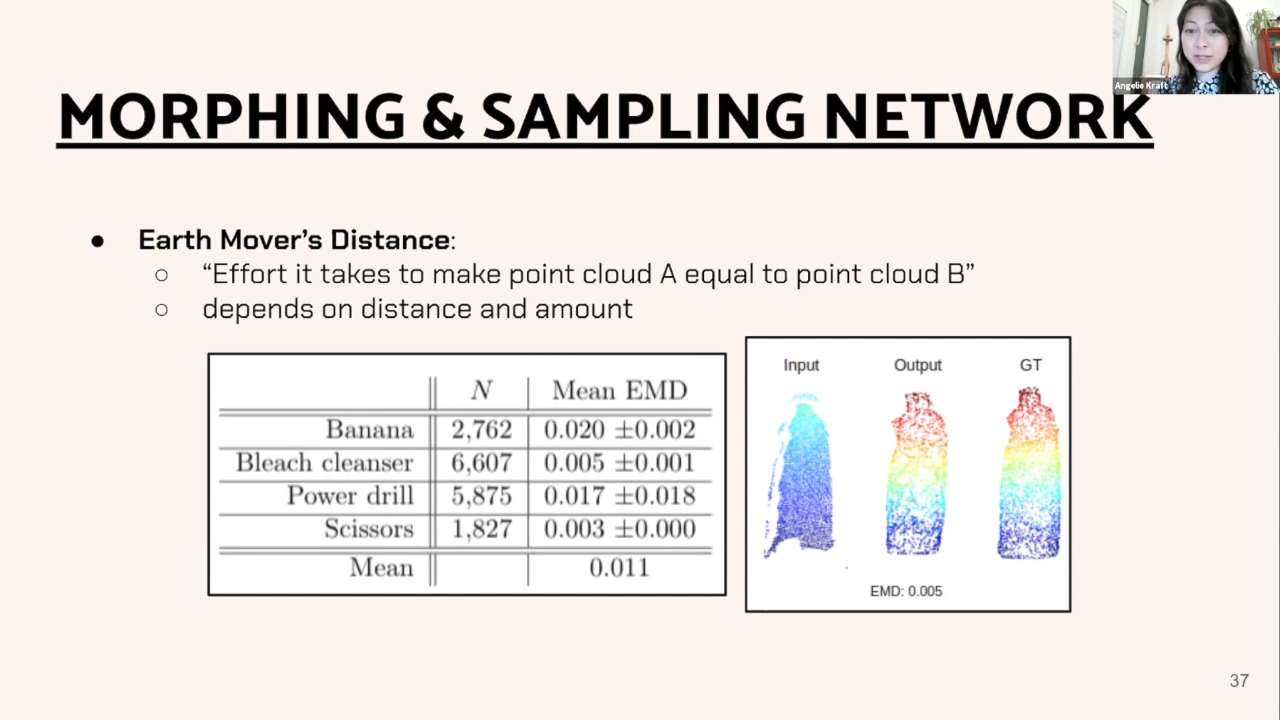 Angelie Kraft
MORPHING & SAMPLING NETWORK
● Earth Mover's Distance:
○ “Effort it takes to make point cloud A equal to point cloud B”
○ depends on distance and amount
N Mean EMD
Banana 2,762 0.020 ±0.002
Bleach cleanser 6,607 0.005 ±0.001
Power drill 5,875 0.017 ±0.018
Scissors 1,827 0.003 ±0.000
Mean 0.011
Input Output GT
EMD: 0.005
37